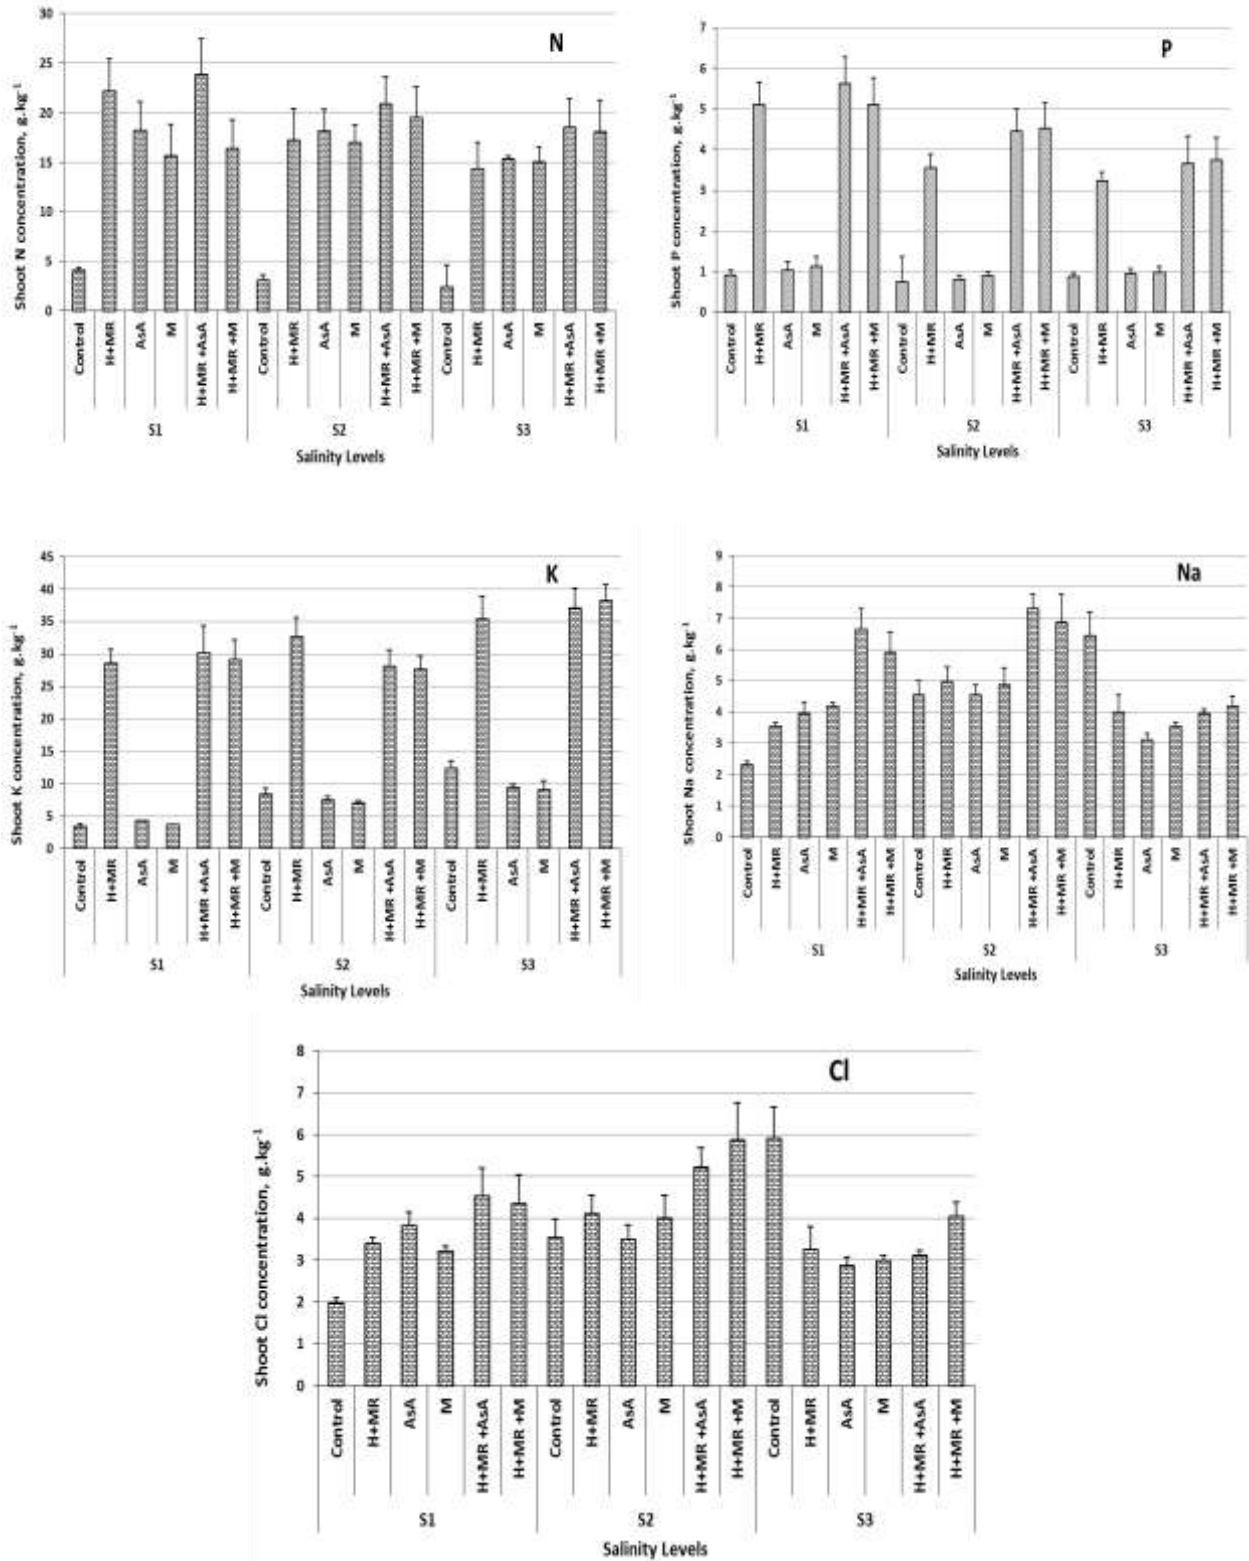 N
Shoot N concentration, g.kg-1
30
25
20
15
10
5
0
Control
H+MR
AsA
M
H+MR +AsA
H+MR +M
Control
H+MR
AsA
M
H+MR +AsA
H+MR +M
Control
H+MR
AsA
M
H+MR +AsA
H+MR +M
S1 S2 S3
Salinity Levels
P
Shoot P concentration, g.kg-1
7
6
5
4
3
2
1
0
Control
H+MR
AsA
M
H+MR +AsA
H+MR +M
Control
H+MR
AsA
M
H+MR +AsA
H+MR +M
Control
H+MR
AsA
M
H+MR +AsA
H+MR +M
S1 S2 S3
Salinity Levels
K
Shoot K concentration, g.kg-1
45
40
35
30
25
20
15
10
5
0
Control
H+MR
AsA
M
H+MR +AsA
H+MR +M
Control
H+MR
AsA
M
H+MR +AsA
H+MR +M
Control
H+MR
AsA
M
H+MR +AsA
H+MR +M
S1 S2 S3
Salinity Levels
Na
Shoot Na concentration, g.kg-1
9
8
7
6
5
4
3
2
1
0
Control
H+MR
AsA
M
H+MR +AsA
H+MR +M
Control
H+MR
AsA
M
H+MR +AsA
H+MR +M
Control
H+MR
AsA
M
H+MR +AsA
H+MR +M
S1 S2 S3
Salinity Levels
Cl
Shoot Cl concentration, g.kg-1
8
7
6
5
4
3
2
1
0
Control
H+MR
AsA
M
H+MR +AsA
H+MR +M
Control
H+MR
AsA
M
H+MR +AsA
H+MR +M
Control
H+MR
AsA
M
H+MR +AsA
H+MR +M
S1 S2 S3
Salinity Levels